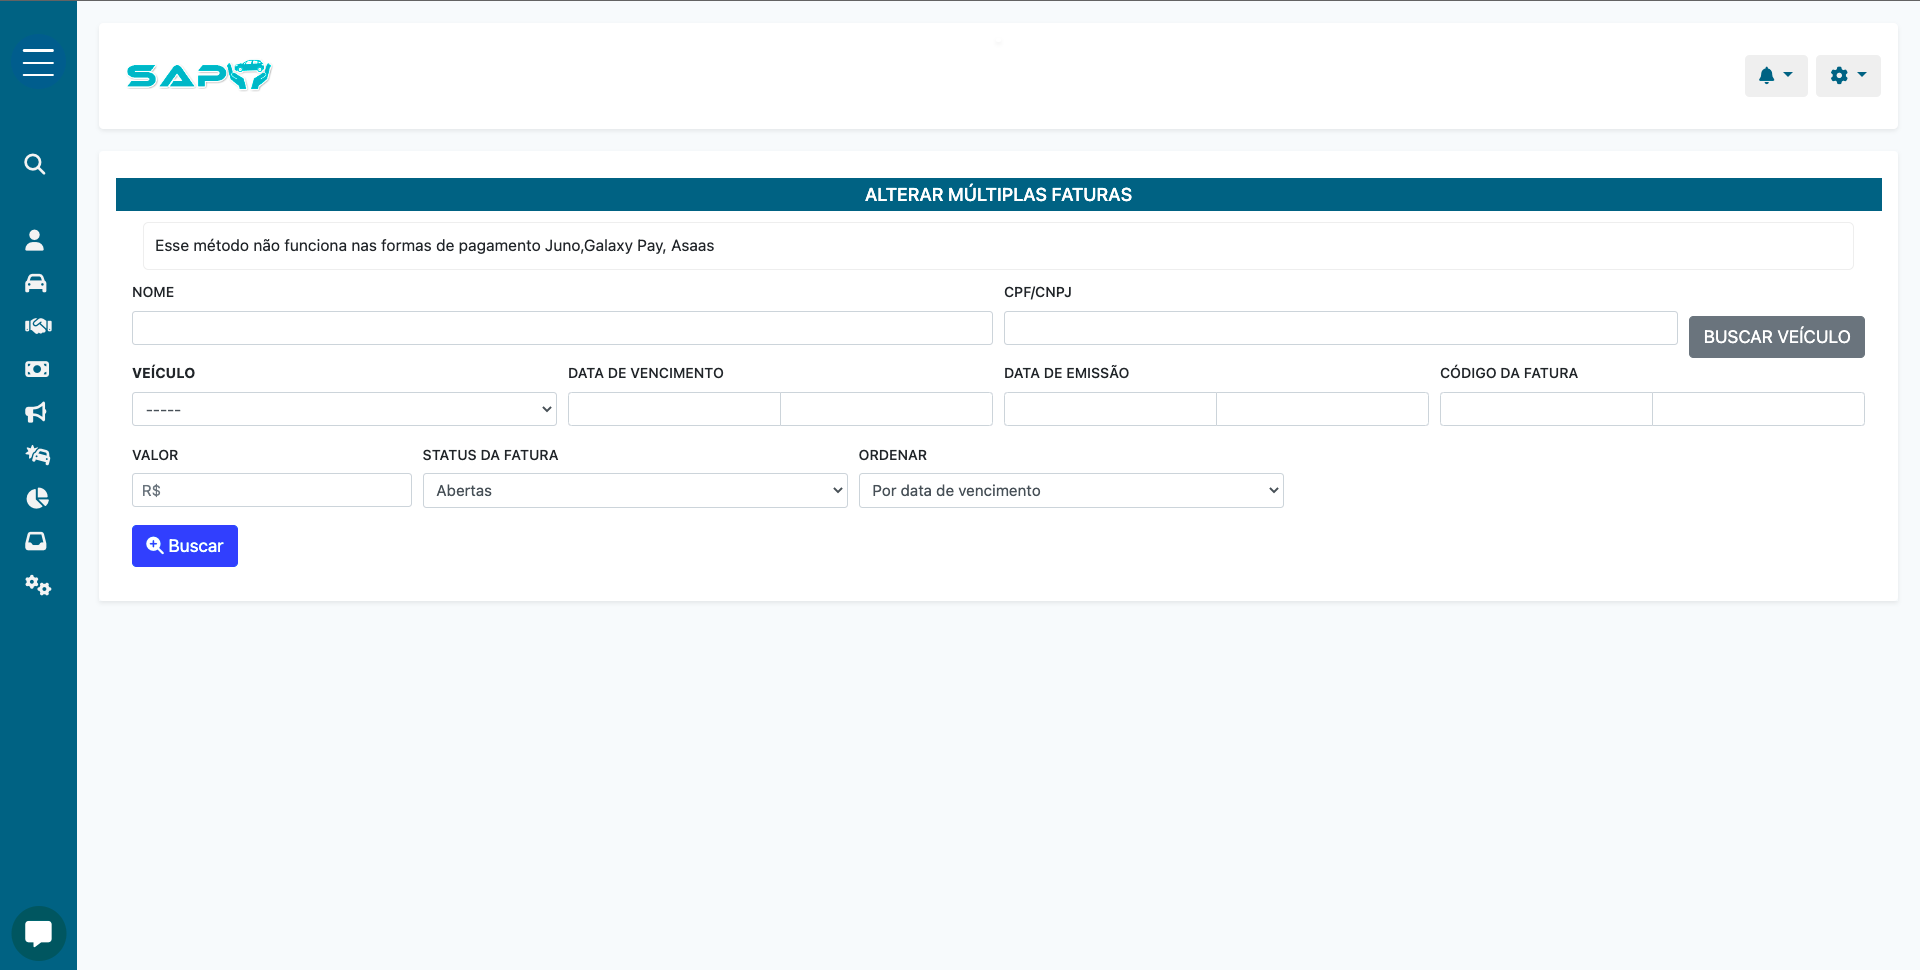 SAPY
ALTERAR MÚLTIPLAS FATURAS
Esse método não funciona nas formas de pagamento Juno,Galaxy Pay, Asaas
NOME
CPF/CNPJ
BUSCAR VEÍCULO
VEÍCULO
DATA DE VENCIMENTO
DATA DE EMISSÃO
CÓDIGO DA FATURA
-----
VALOR
STATUS DA FATURA
ORDENAR
R$
Abertas
Por data de vencimento
Buscar